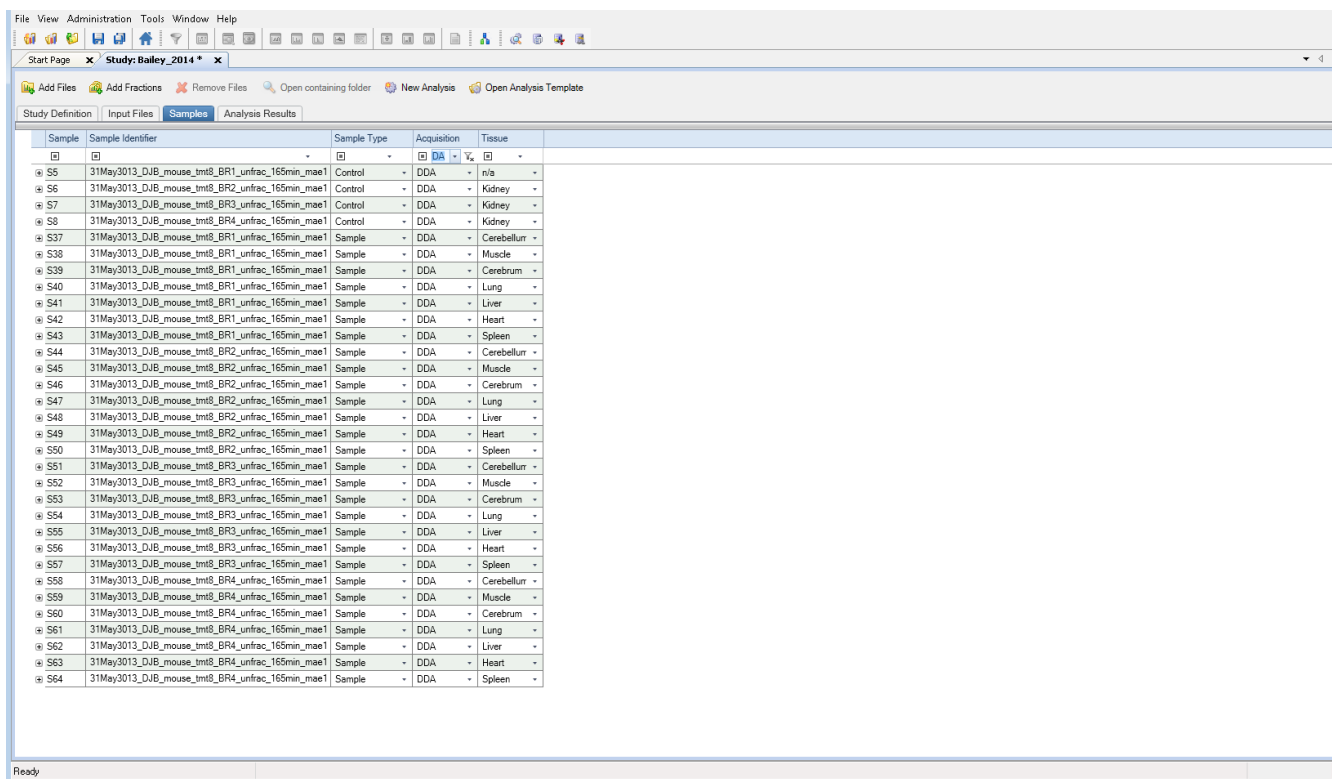 File View Administration Tools Window Help
Start Page x Study: Bailey_2014 * x
Add Files Add Fractions Remove Files Open containing folder New Analysis Open Analysis Template
Study Definition Input Files Samples Analysis Results
Sample Sample Identifier Sample Type Acquisition Tissue
DA
S5 31May3013_DJB_mouse_tmt8_BR1_unfrac_165min_mae1 Control DDA n/a
S6 31May3013_DJB_mouse_tmt8_BR2_unfrac_165min_mae1 Control DDA Kidney
S7 31May3013_DJB_mouse_tmt8_BR3_unfrac_165min_mae1 Control DDA Kidney
S8 31May3013_DJB_mouse_tmt8_BR4_unfrac_165min_mae1 Control DDA Kidney
S37 31May3013_DJB_mouse_tmt8_BR1_unfrac_165min_mae1 Sample DDA Cerebellum
S38 31May3013_DJB_mouse_tmt8_BR1_unfrac_165min_mae1 Sample DDA Muscle
S39 31May3013_DJB_mouse_tmt8_BR1_unfrac_165min_mae1 Sample DDA Cerebrum
S40 31May3013_DJB_mouse_tmt8_BR1_unfrac_165min_mae1 Sample DDA Lung
S41 31May3013_DJB_mouse_tmt8_BR1_unfrac_165min_mae1 Sample DDA Liver
S42 31May3013_DJB_mouse_tmt8_BR1_unfrac_165min_mae1 Sample DDA Heart
S43 31May3013_DJB_mouse_tmt8_BR1_unfrac_165min_mae1 Sample DDA Spleen
S44 31May3013_DJB_mouse_tmt8_BR2_unfrac_165min_mae1 Sample DDA Cerebellum
S45 31May3013_DJB_mouse_tmt8_BR2_unfrac_165min_mae1 Sample DDA Muscle
S46 31May3013_DJB_mouse_tmt8_BR2_unfrac_165min_mae1 Sample DDA Cerebrum
S47 31May3013_DJB_mouse_tmt8_BR2_unfrac_165min_mae1 Sample DDA Lung
S48 31May3013_DJB_mouse_tmt8_BR2_unfrac_165min_mae1 Sample DDA Liver
S49 31May3013_DJB_mouse_tmt8_BR2_unfrac_165min_mae1 Sample DDA Heart
S50 31May3013_DJB_mouse_tmt8_BR2_unfrac_165min_mae1 Sample DDA Spleen
S51 31May3013_DJB_mouse_tmt8_BR3_unfrac_165min_mae1 Sample DDA Cerebellum
S52 31May3013_DJB_mouse_tmt8_BR3_unfrac_165min_mae1 Sample DDA Muscle
S53 31May3013_DJB_mouse_tmt8_BR3_unfrac_165min_mae1 Sample DDA Cerebrum
S54 31May3013_DJB_mouse_tmt8_BR3_unfrac_165min_mae1 Sample DDA Lung
S55 31May3013_DJB_mouse_tmt8_BR3_unfrac_165min_mae1 Sample DDA Liver
S56 31May3013_DJB_mouse_tmt8_BR3_unfrac_165min_mae1 Sample DDA Heart
S57 31May3013_DJB_mouse_tmt8_BR3_unfrac_165min_mae1 Sample DDA Spleen
S58 31May3013_DJB_mouse_tmt8_BR4_unfrac_165min_mae1 Sample DDA Cerebellum
S59 31May3013_DJB_mouse_tmt8_BR4_unfrac_165min_mae1 Sample DDA Muscle
S60 31May3013_DJB_mouse_tmt8_BR4_unfrac_165min_mae1 Sample DDA Cerebrum
S61 31May3013_DJB_mouse_tmt8_BR4_unfrac_165min_mae1 Sample DDA Lung
S62 31May3013_DJB_mouse_tmt8_BR4_unfrac_165min_mae1 Sample DDA Liver
S63 31May3013_DJB_mouse_tmt8_BR4_unfrac_165min_mae1 Sample DDA Heart
S64 31May3013_DJB_mouse_tmt8_BR4_unfrac_165min_mae1 Sample DDA Spleen
Ready